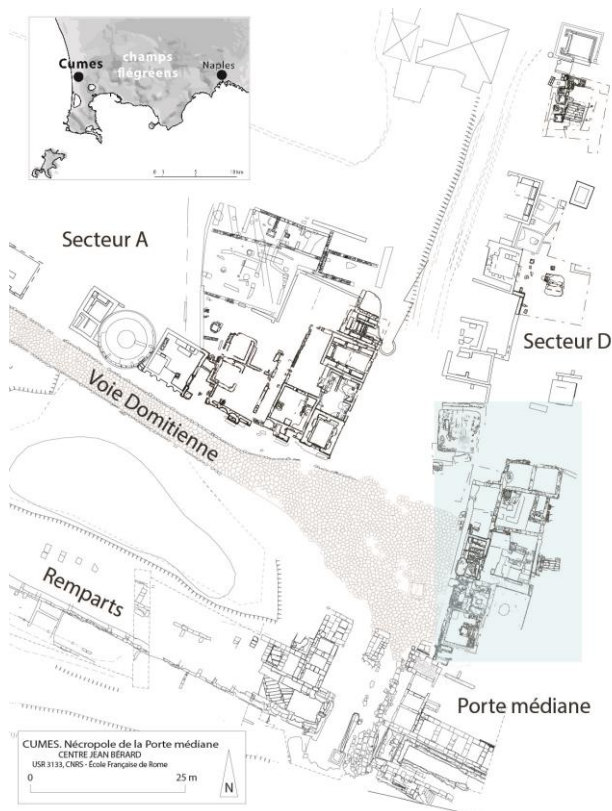 champs
flégréens
Cumes
Naples
Secteur A
Secteur D
Voie Domitienne
Remparts
Porte médiane
CUMES. Nécropole de la Porte médiane
CENTRE JEAN BÉRARD
USR 3133, CNRS - École Française de Rome
0 25 m
N